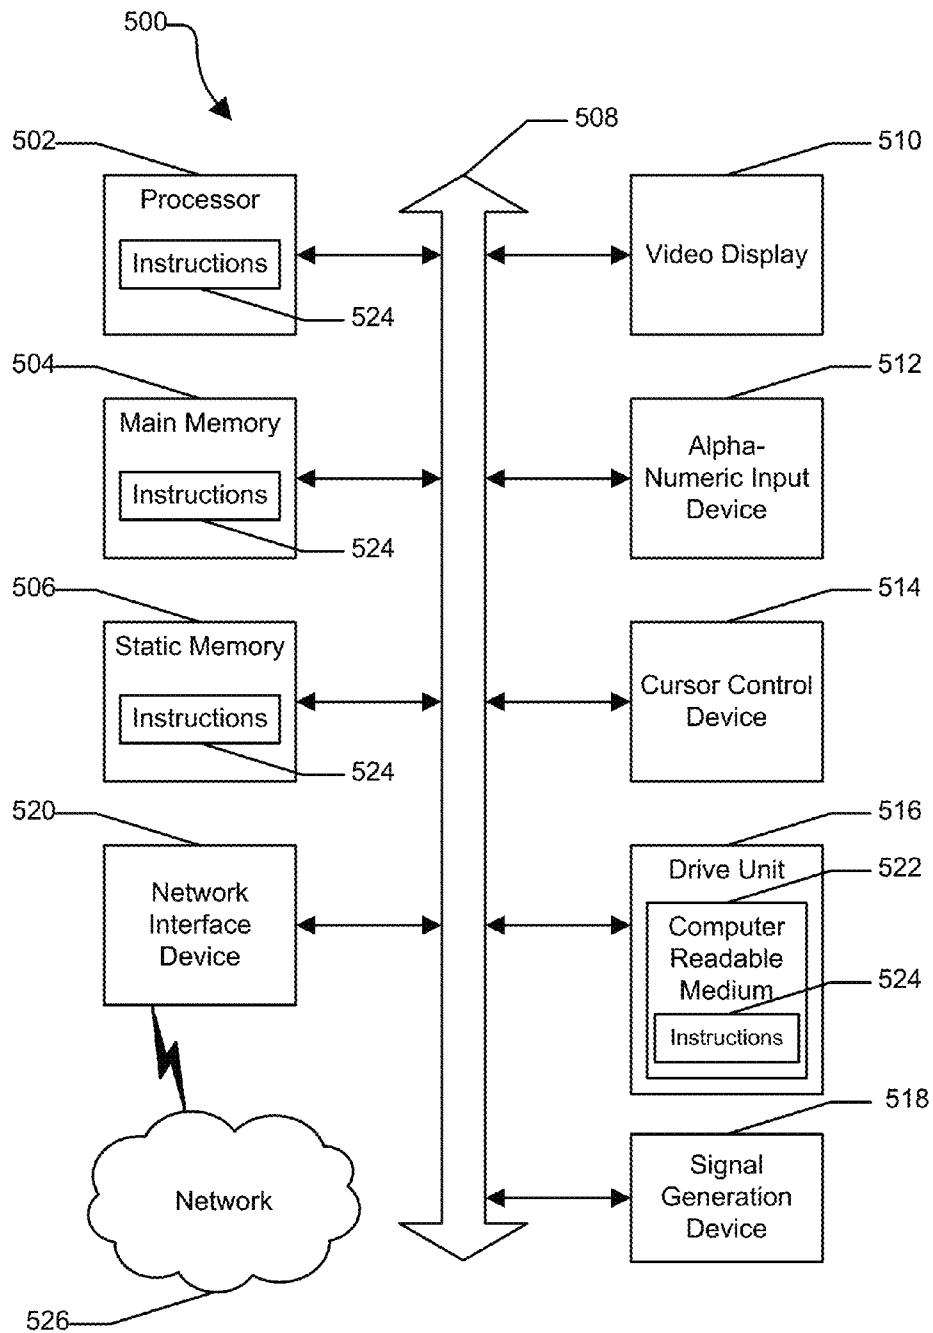 500
508
502
510
Processor
Instructions
524
Video Display
504
512
Main Memory
Instructions
524
Alpha-
Numeric Input
Device
506
514
Static Memory
Instructions
524
Cursor Control
Device
520
516
Network
Interface
Device
Drive Unit
522
Computer
Readable
Medium
524
Instructions
518
Signal
Generation
Device
Network
526